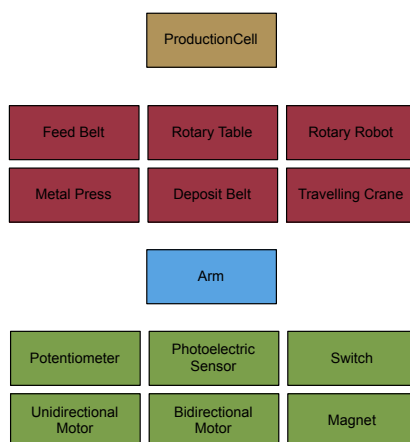 ProductionCell
Feed Belt
Rotary Table
Rotary Robot
Metal Press
Deposit Belt
Travelling Crane
Arm
Potentiometer
Photoelectric
Sensor
Switch
Unidirectional
Motor
Bidirectional
Motor
Magnet